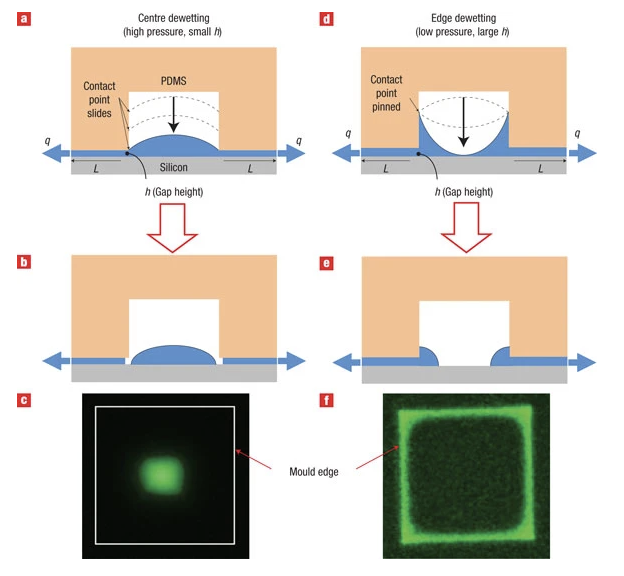 a
Centre dewetting
(high pressure, small h)
Contact
point
slides
PDMS
q
q
L
Silicon
L
h (Gap height)
d
Edge dewetting
(low pressure, large h)
Contact
point
pinned
q
q
L
L
h (Gap height)
b
e
c
Mould edge
f